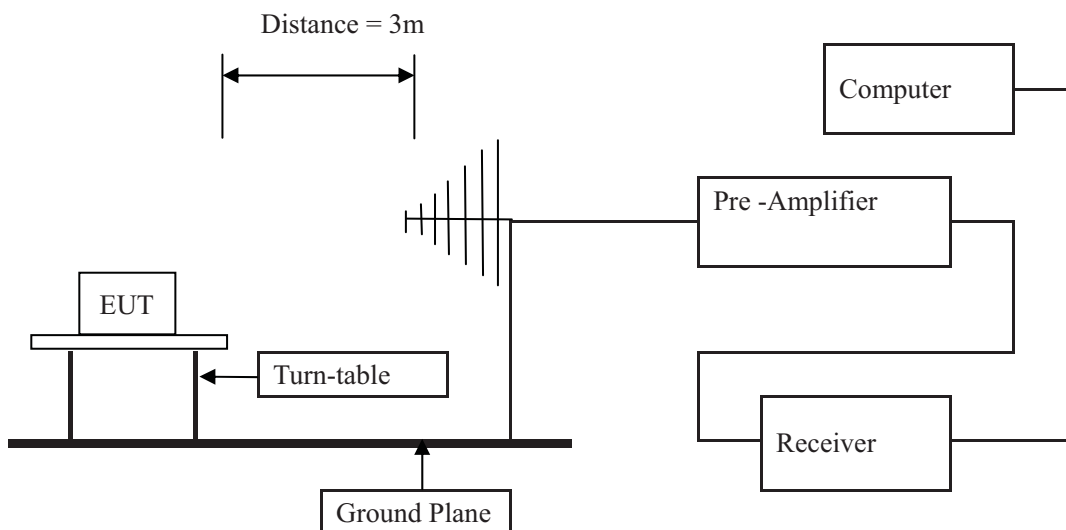 Distance = 3m
Computer
Pre -Amplifier
EUT
Turn-table
Receiver
Ground Plane